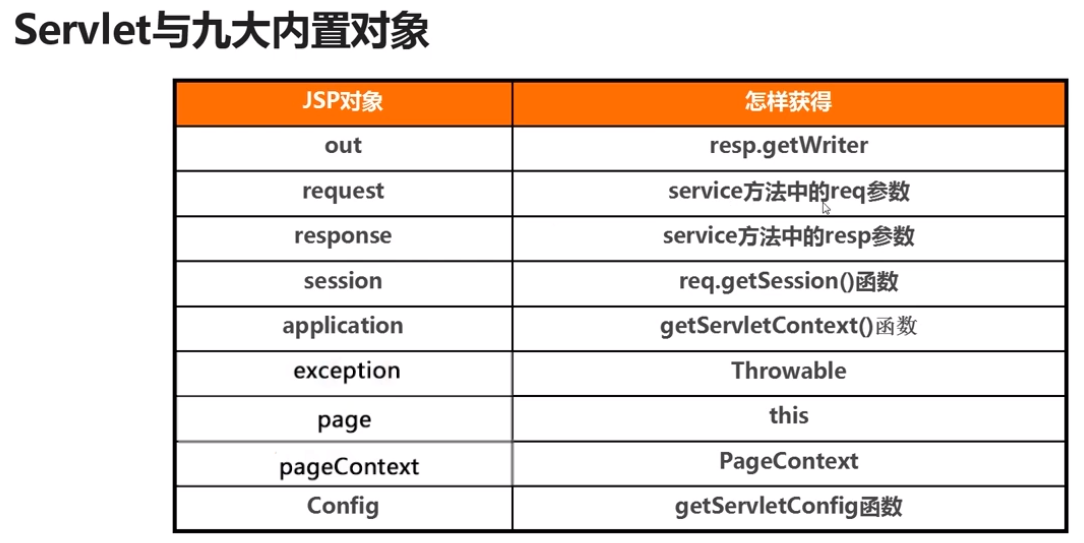 Servlet与九大内置对象
JSP对象 怎样获得
out resp.getWriter
request service方法中的req参数
response service方法中的resp参数
session req.getSession()函数
application getServletContext()函数
exception Throwable
page this
pageContext PageContext
Config getServletConfig函数